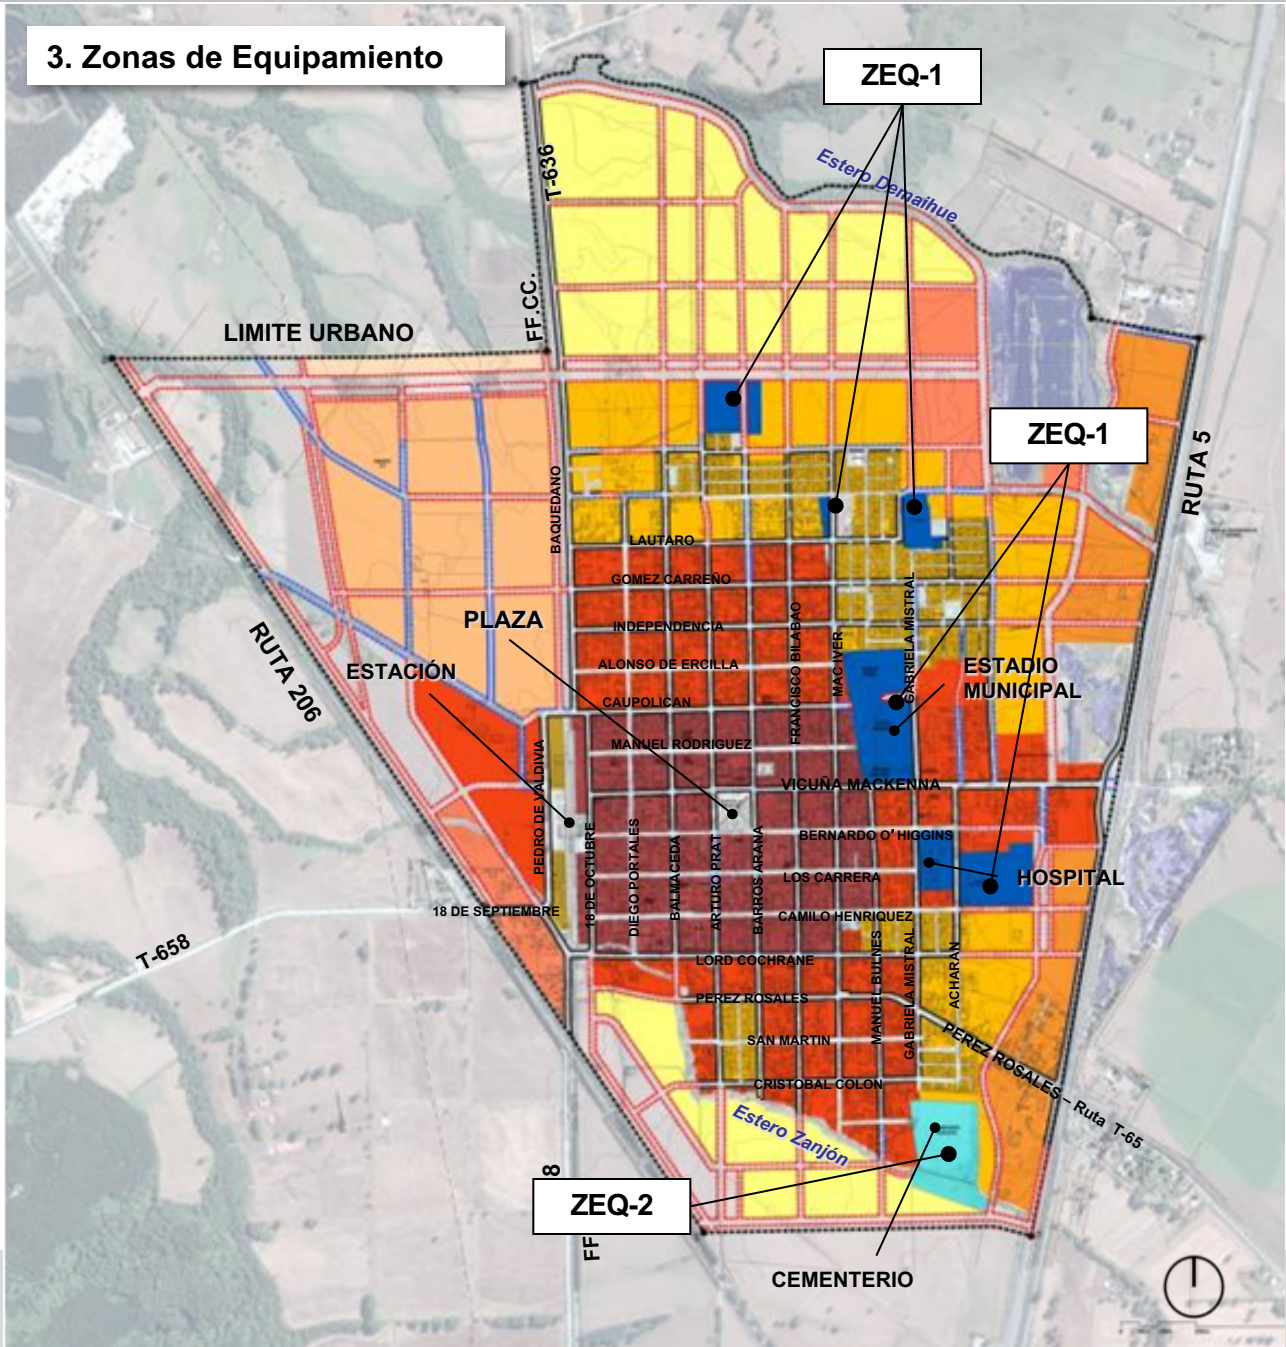 3. Zonas de Equipamiento
ZEQ-1
T-636
Estero Demaihue
FF.CC.
LIMITE URBANO
ZEQ-1
RUTA 5
BAQUEDANO
LAUTARO
GOMEZ CARREÑO
PLAZA
INDEPENDENCIA
FRANCISCO BILABAO
MAC IVER
GABRIELA MISTRAL
RUTA 206
ESTACIÓN
ALONSO DE ERCILLA
ESTADIO
MUNICIPAL
CAUPOLICAN
MANUEL RODRIGUEZ
VICUÑA MACKENNA
PEDRO DE VALDIVIA
18 DE OCTUBRE
DIEGO PORTALES
BALMACEDA
ARTURO PRAT
BARROS ARANA
BERNARDO O' HIGGINS
LOS CARRERA
HOSPITAL
18 DE SEPTIEMBRE
CAMILO HENRIQUEZ
T-658
LORD COCHRANE
MANUEL BULNES
GABRIELA MISTRAL
ACHARAN
PEREZ ROSALES
SAN MARTIN
PEREZ ROSALES – Ruta T-65
CRISTOBAL COLON
Estero Zanjón
8
ZEQ-2
FF
CEMENTERIO